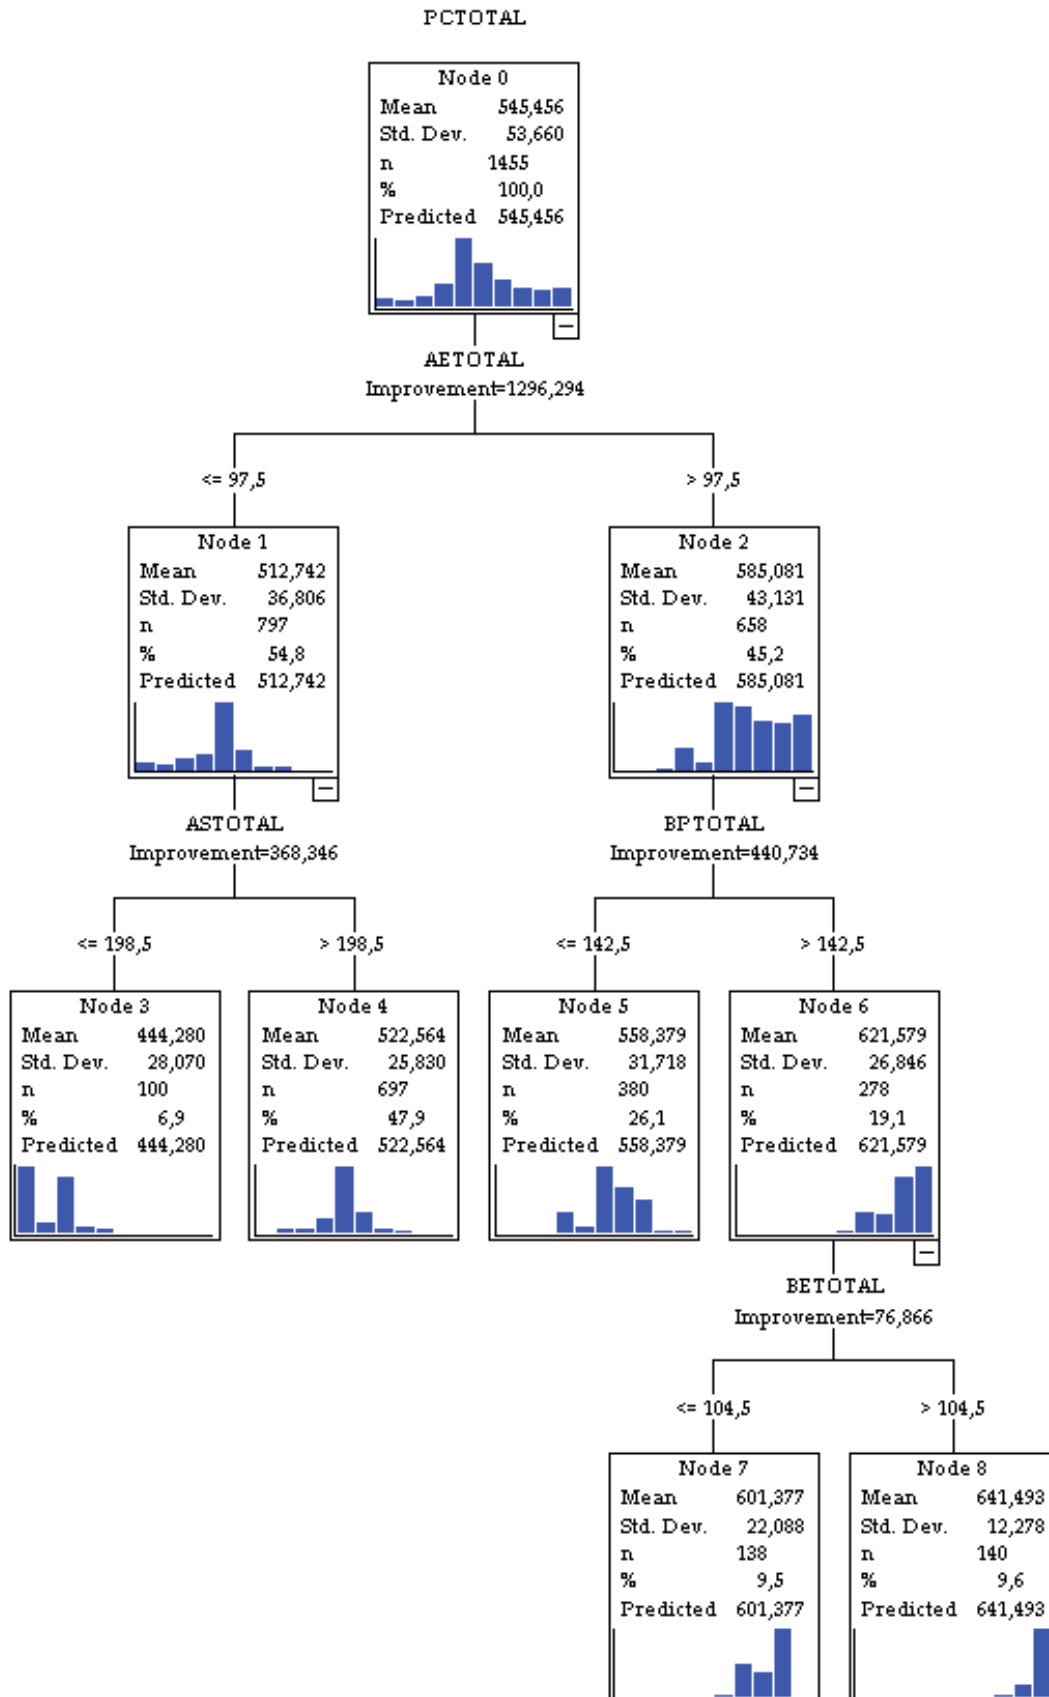 PCTOTAL
Node 0
Mean 545,456
Std. Dev. 53,660
n 1455
% 100,0
Predicted 545,456
AETOTAL
Improvement=1296,294
<= 97,5
> 97,5
Node 1
Mean 512,742
Std. Dev. 36,806
n 797
% 54,8
Predicted 512,742
Node 2
Mean 585,081
Std. Dev. 43,131
n 658
% 45,2
Predicted 585,081
ASTOTAL
Improvement=368,346
BPTOTAL
Improvement=440,734
<= 198,5
> 198,5
<= 142,5
> 142,5
Node 3
Mean 444,280
Std. Dev. 28,070
n 100
% 6,9
Predicted 444,280
Node 4
Mean 522,564
Std. Dev. 25,830
n 697
% 47,9
Predicted 522,564
Node 5
Mean 558,379
Std. Dev. 31,718
n 380
% 26,1
Predicted 558,379
Node 6
Mean 621,579
Std. Dev. 26,846
n 278
% 19,1
Predicted 621,579
BETOTAL
Improvement=76,866
<= 104,5
> 104,5
Node 7
Mean 601,377
Std. Dev. 22,088
n 138
% 9,5
Predicted 601,377
Node 8
Mean 641,493
Std. Dev. 12,278
n 140
% 9,6
Predicted 641,493